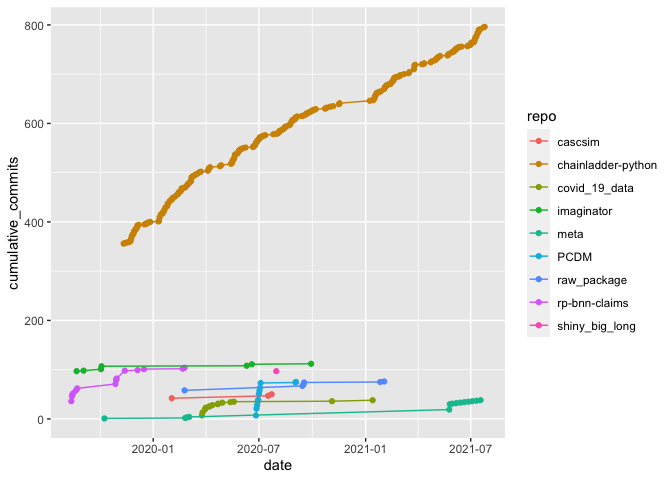 800
600
400
200
0
cumulative_commits
2020-01
2020-07
2021-01
2021-07
date
repo
cascsim
chainladder-python
covid_19_data
imaginator
meta
PCDM
raw_package
rp-bnn-claims
shiny_big_long